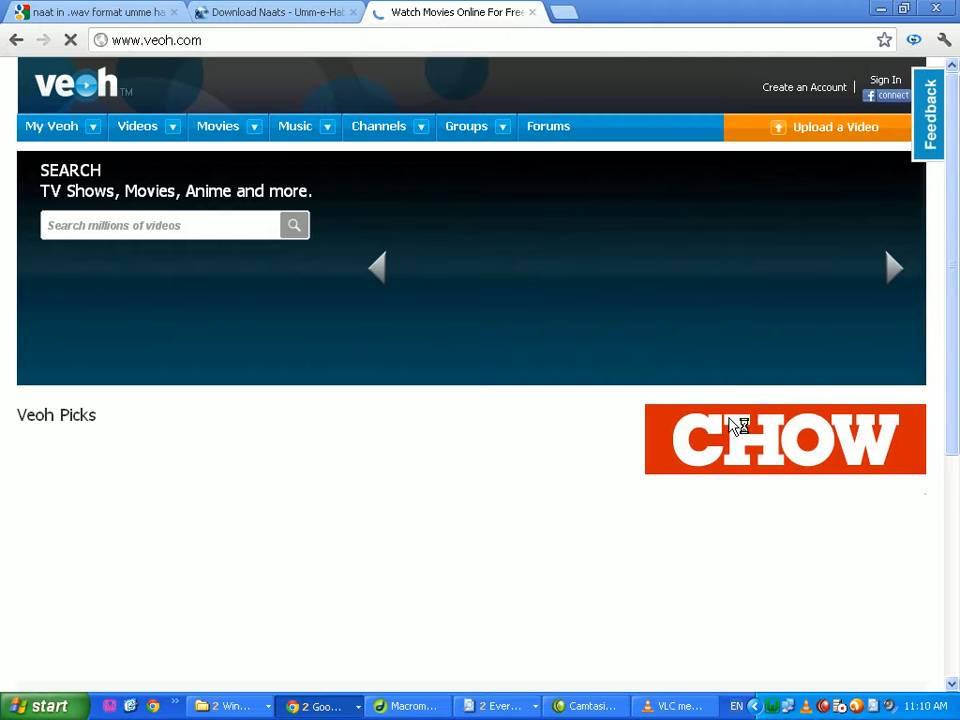 naat in .wav format umme ha
Download Naats - Umm-e-Hal
Watch Movies Online For Free
www.veoh.com
veoh TM
Create an Account
Sign In
connect
Feedback
My Veoh
Videos
Movies
Music
Channels
Groups
Forums
Upload a Video
SEARCH
TV Shows, Movies, Anime and more.
Search millions of videos
Veoh Picks
CHOW
start
2 Win...
2 Goo...
Macrom...
2 Ever...
Camtasi...
VLC me...
EN
11:10 AM